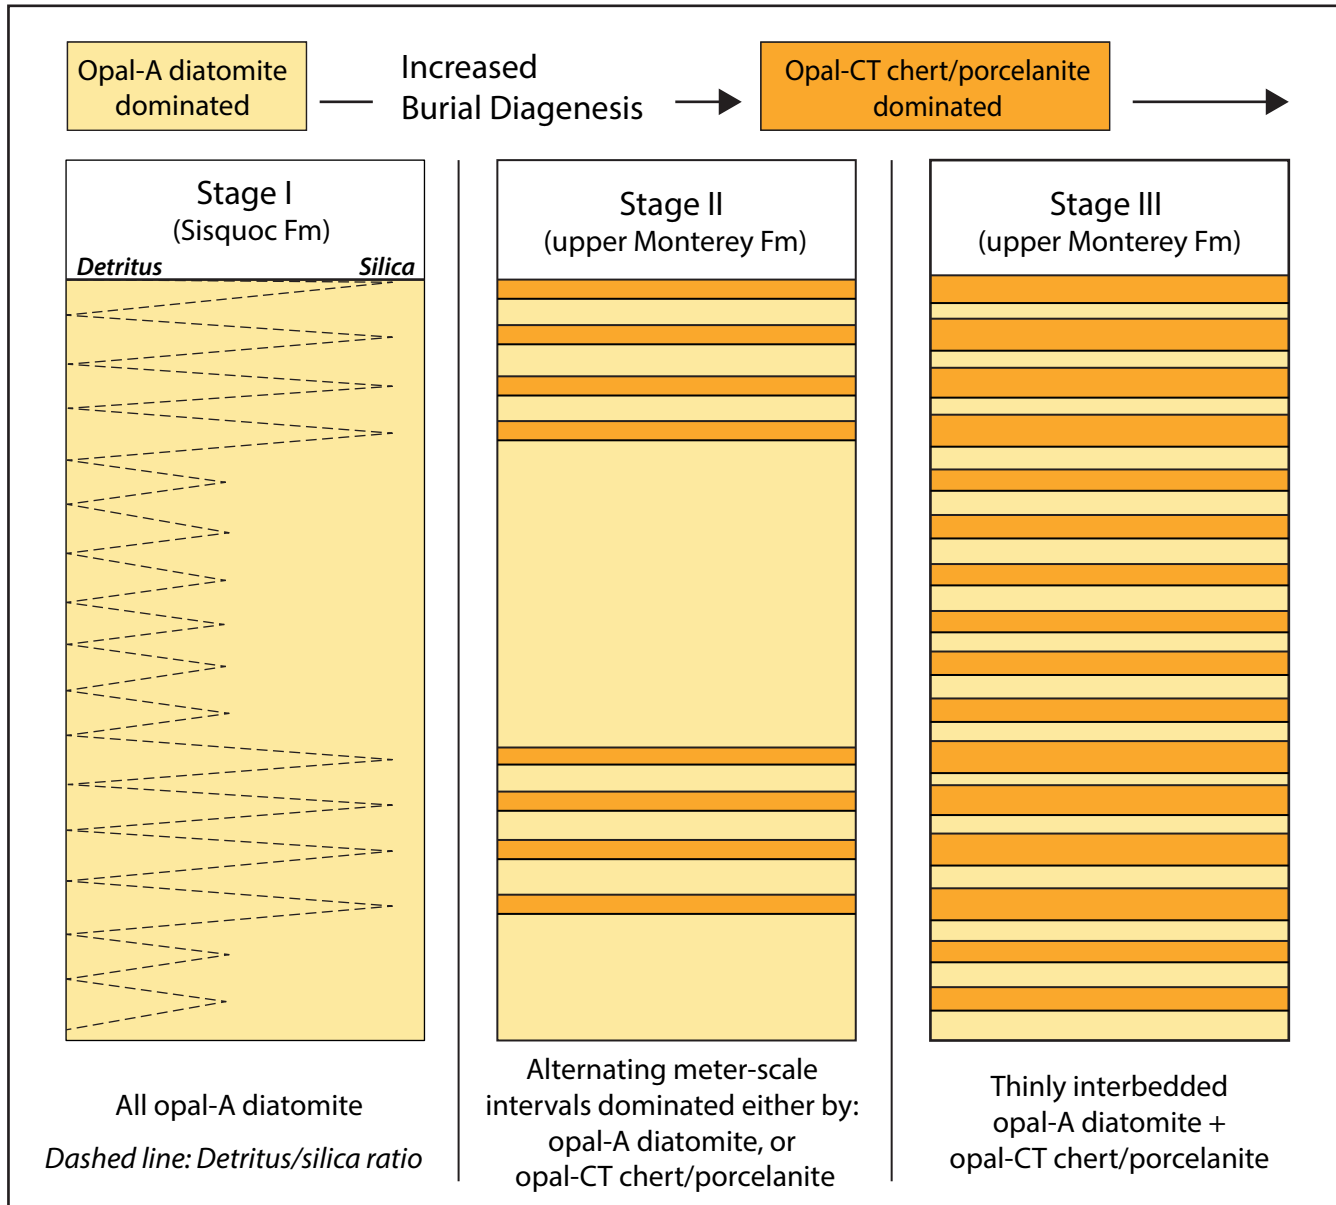 Opal-A diatomite
dominated
Increased
Burial Diagenesis
Opal-CT chert/porcelanite
dominated
Stage I
(Sisquoc Fm)
Detritus
Silica
Stage II
(upper Monterey Fm)
Stage III
(upper Monterey Fm)
All opal-A diatomite
Dashed line: Detritus/silica ratio
Alternating meter-scale
intervals dominated either by:
opal-A diatomite, or
opal-CT chert/porcelanite
Thinly interbedded
opal-A diatomite +
opal-CT chert/porcelanite